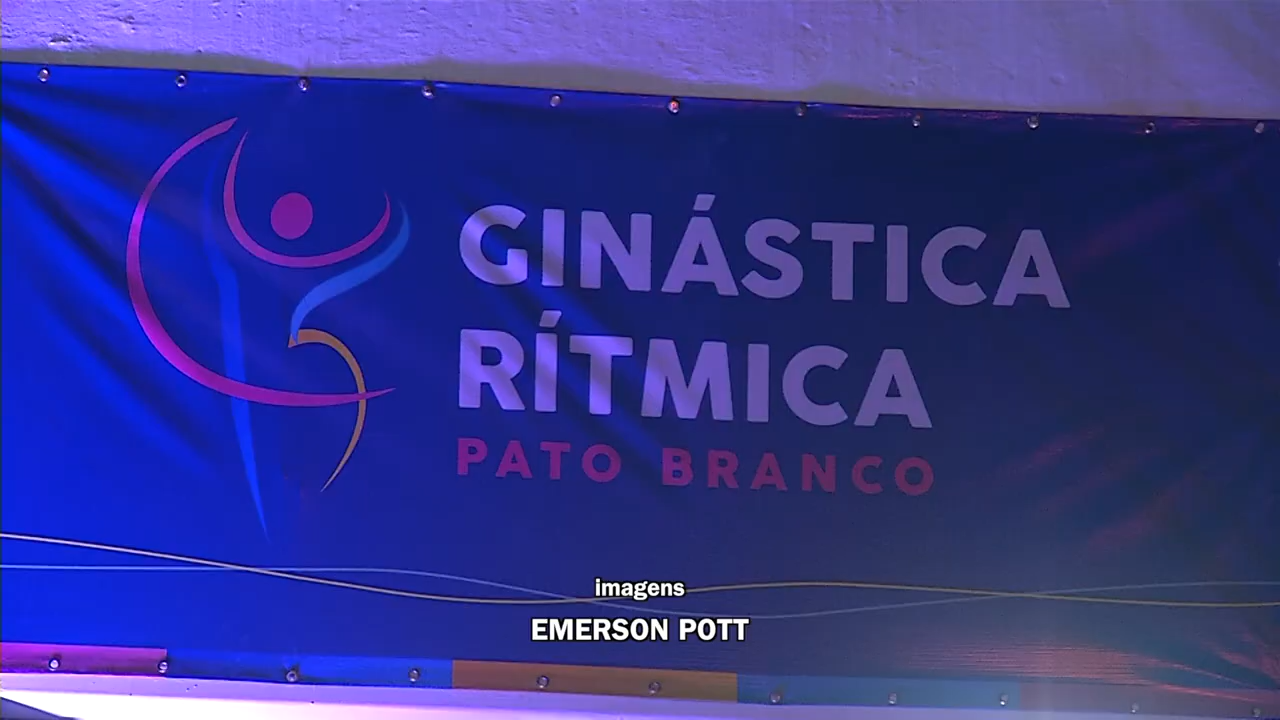 GINÁSTICA
RÍTMICA
PATO BRANCO
imagens
EMERSON POTT